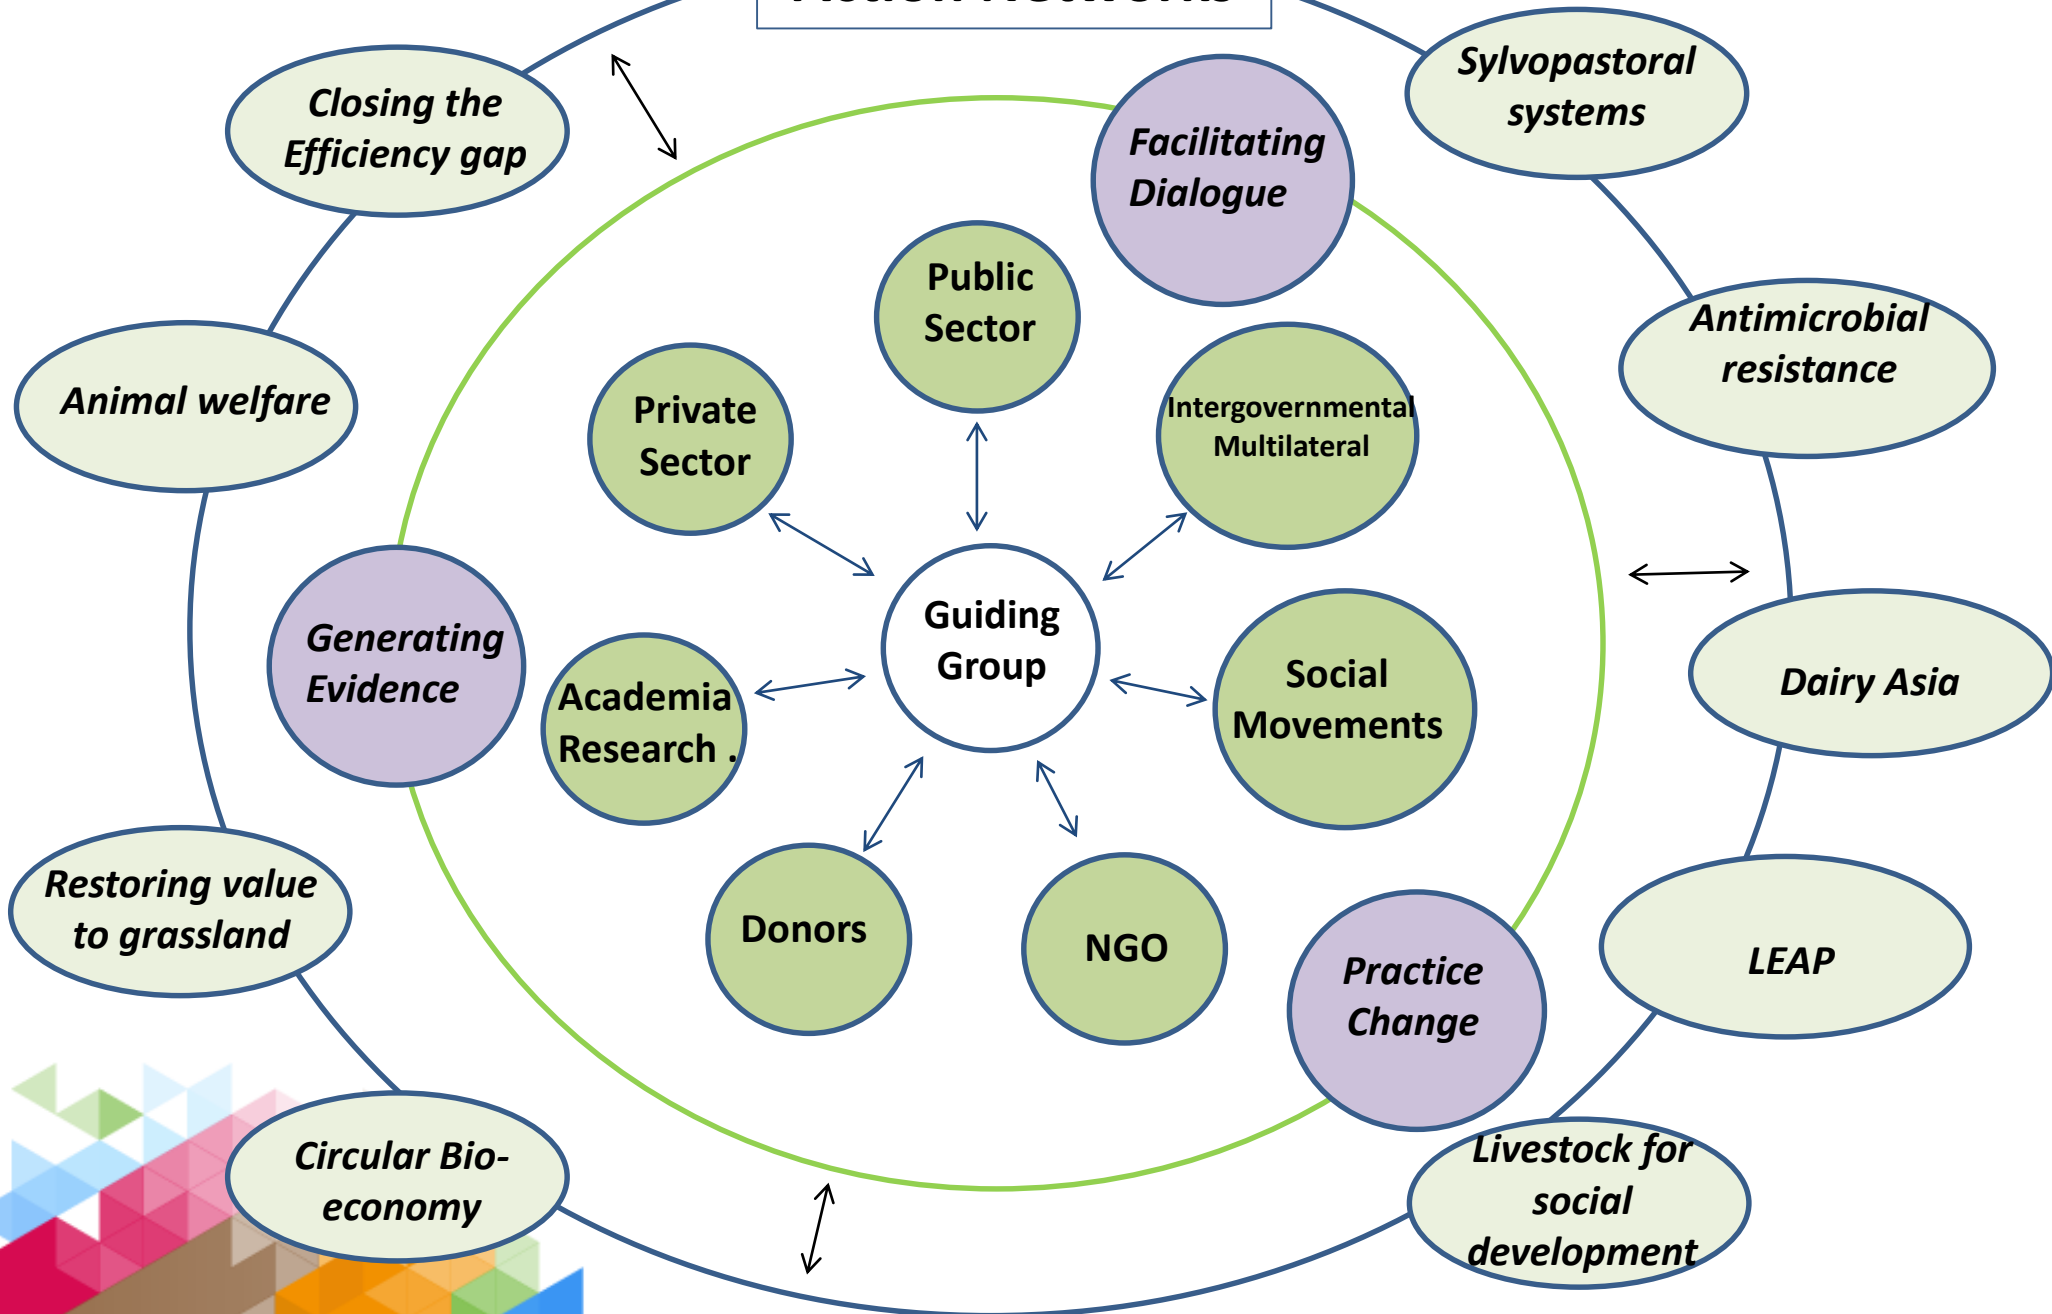 Action Networks
Closing the
Efficiency gap
Sylvopastoral
systems
Facilitating
Dialogue
Public
Sector
Antimicrobial
resistance
Animal welfare
Private
Sector
Intergovernmental
Multilateral
Guiding
Group
Generating
Evidence
Academia
Research .
Social
Movements
Dairy Asia
Restoring value
to grassland
Donors
NGO
Practice
Change
LEAP
Circular Bio-
economy
Livestock for
social
development